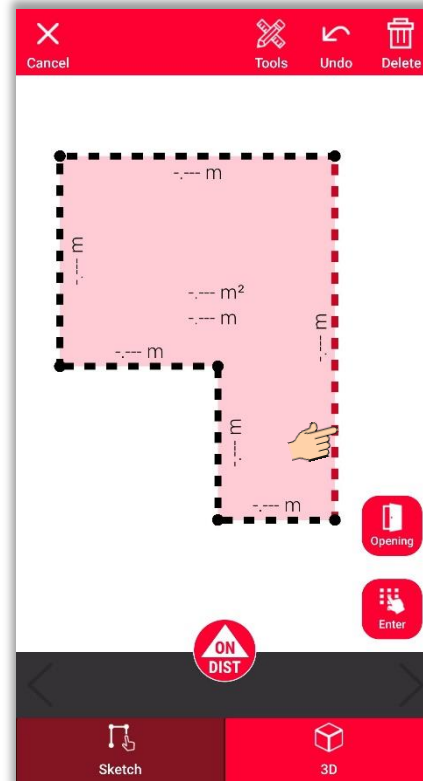 Cancel
Tools
Undo
Delete
-.--- m
-.--- m
-.--- m²
-.--- m
-.--- m
-.--- m
-.--- m
-.--- m
Opening
Enter
ON
DIST
Sketch
3D